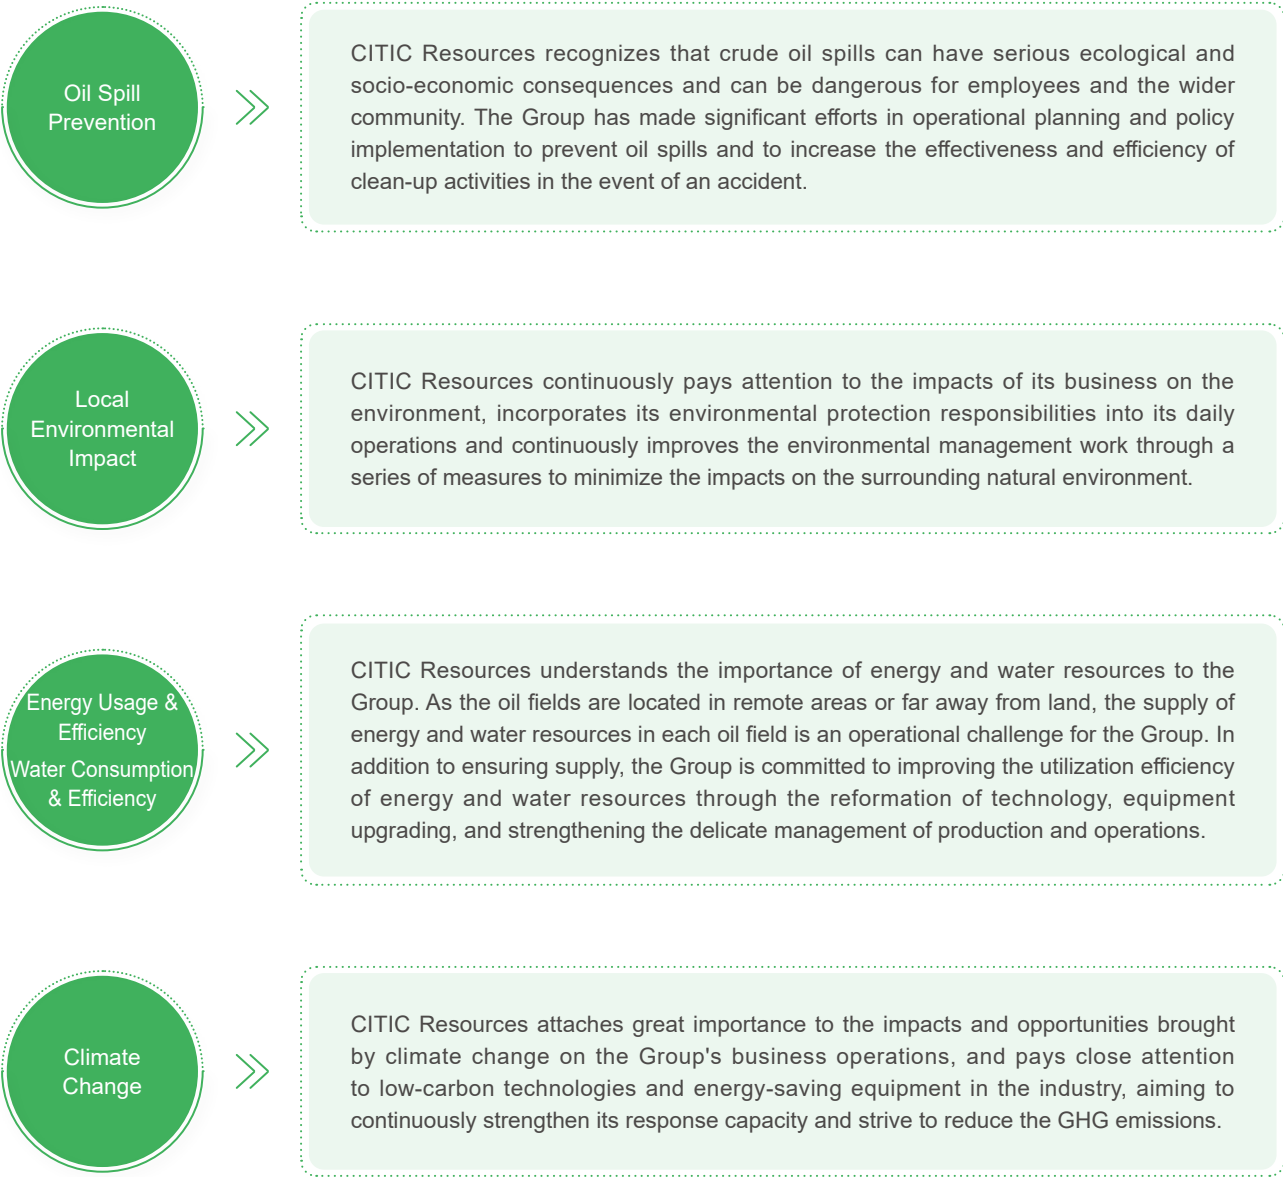 Oil Spill
Prevention
CITIC Resources recognizes that crude oil spills can have serious ecological and
socio-economic consequences and can be dangerous for employees and the wider
community. The Group has made significant efforts in operational planning and policy
implementation to prevent oil spills and to increase the effectiveness and efficiency of
clean-up activities in the event of an accident.
Local
Environmental
Impact
CITIC Resources continuously pays attention to the impacts of its business on the
environment, incorporates its environmental protection responsibilities into its daily
operations and continuously improves the environmental management work through a
series of measures to minimize the impacts on the surrounding natural environment.
Energy Usage &
Efficiency
Water Consumption
& Efficiency
CITIC Resources understands the importance of energy and water resources to the
Group. As the oil fields are located in remote areas or far away from land, the supply of
energy and water resources in each oil field is an operational challenge for the Group. In
addition to ensuring supply, the Group is committed to improving the utilization efficiency
of energy and water resources through the reformation of technology, equipment
upgrading, and strengthening the delicate management of production and operations.
Climate
Change
CITIC Resources attaches great importance to the impacts and opportunities brought
by climate change on the Group's business operations, and pays close attention
to low-carbon technologies and energy-saving equipment in the industry, aiming to
continuously strengthen its response capacity and strive to reduce the GHG emissions.